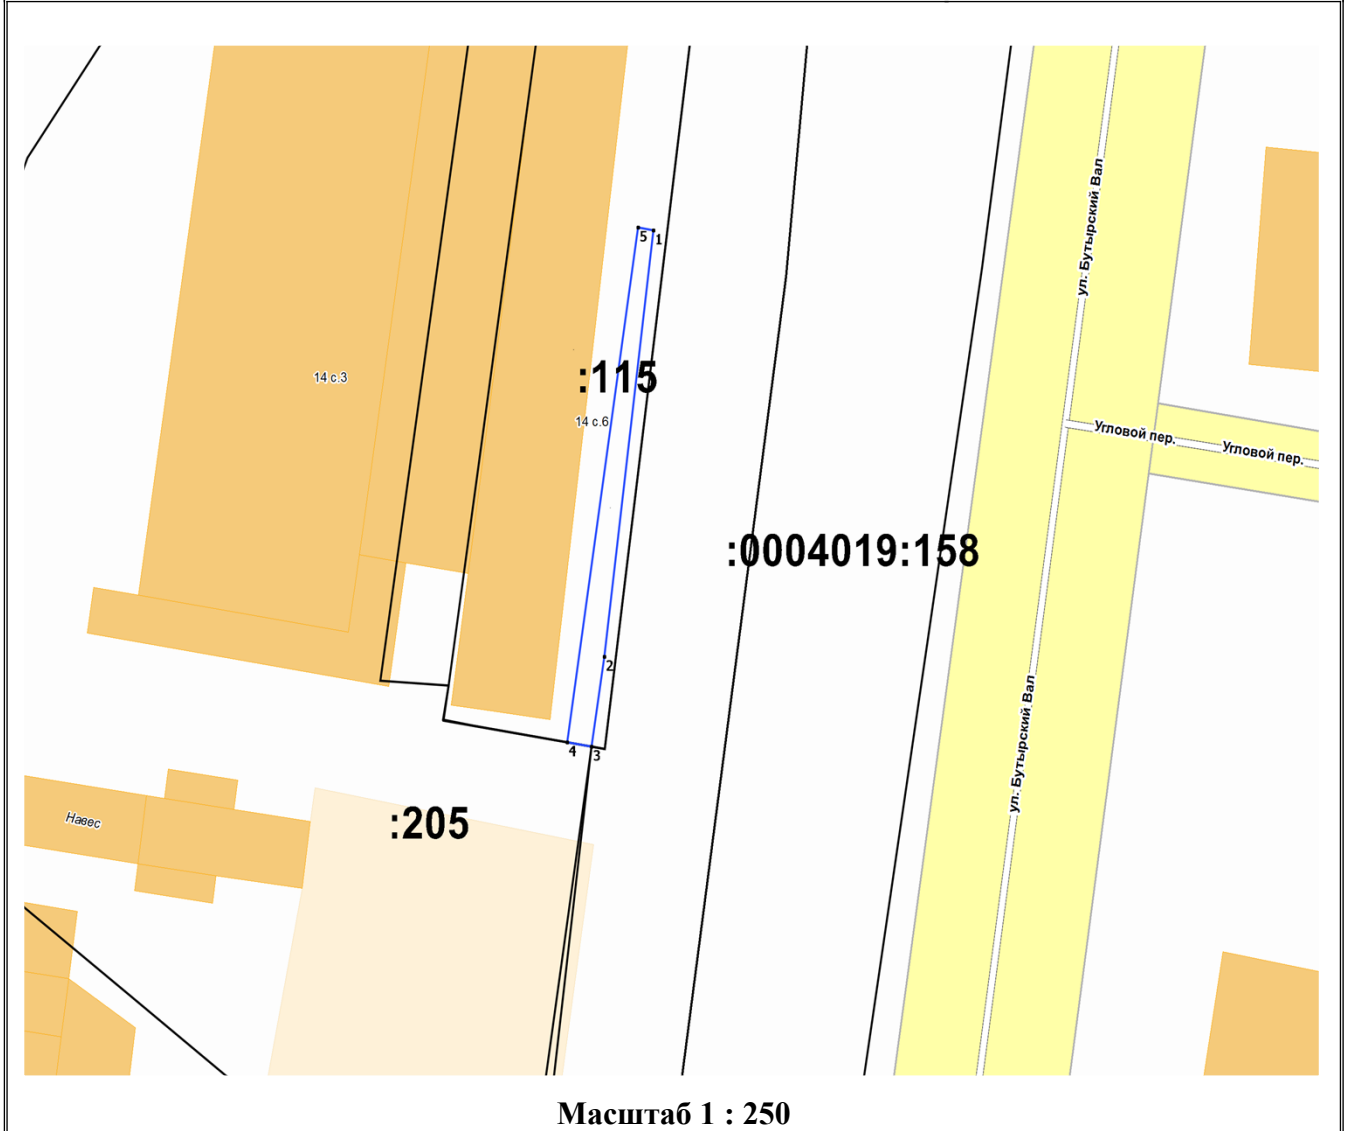 ул. Бутырский Вал
5
1
14 с.3
:115
14 с.6
Угловой пер.
Угловой пер.
:0004019:158
2
4
3
ул. Бутырский Вал
Навес
:205
Масштаб 1 : 250